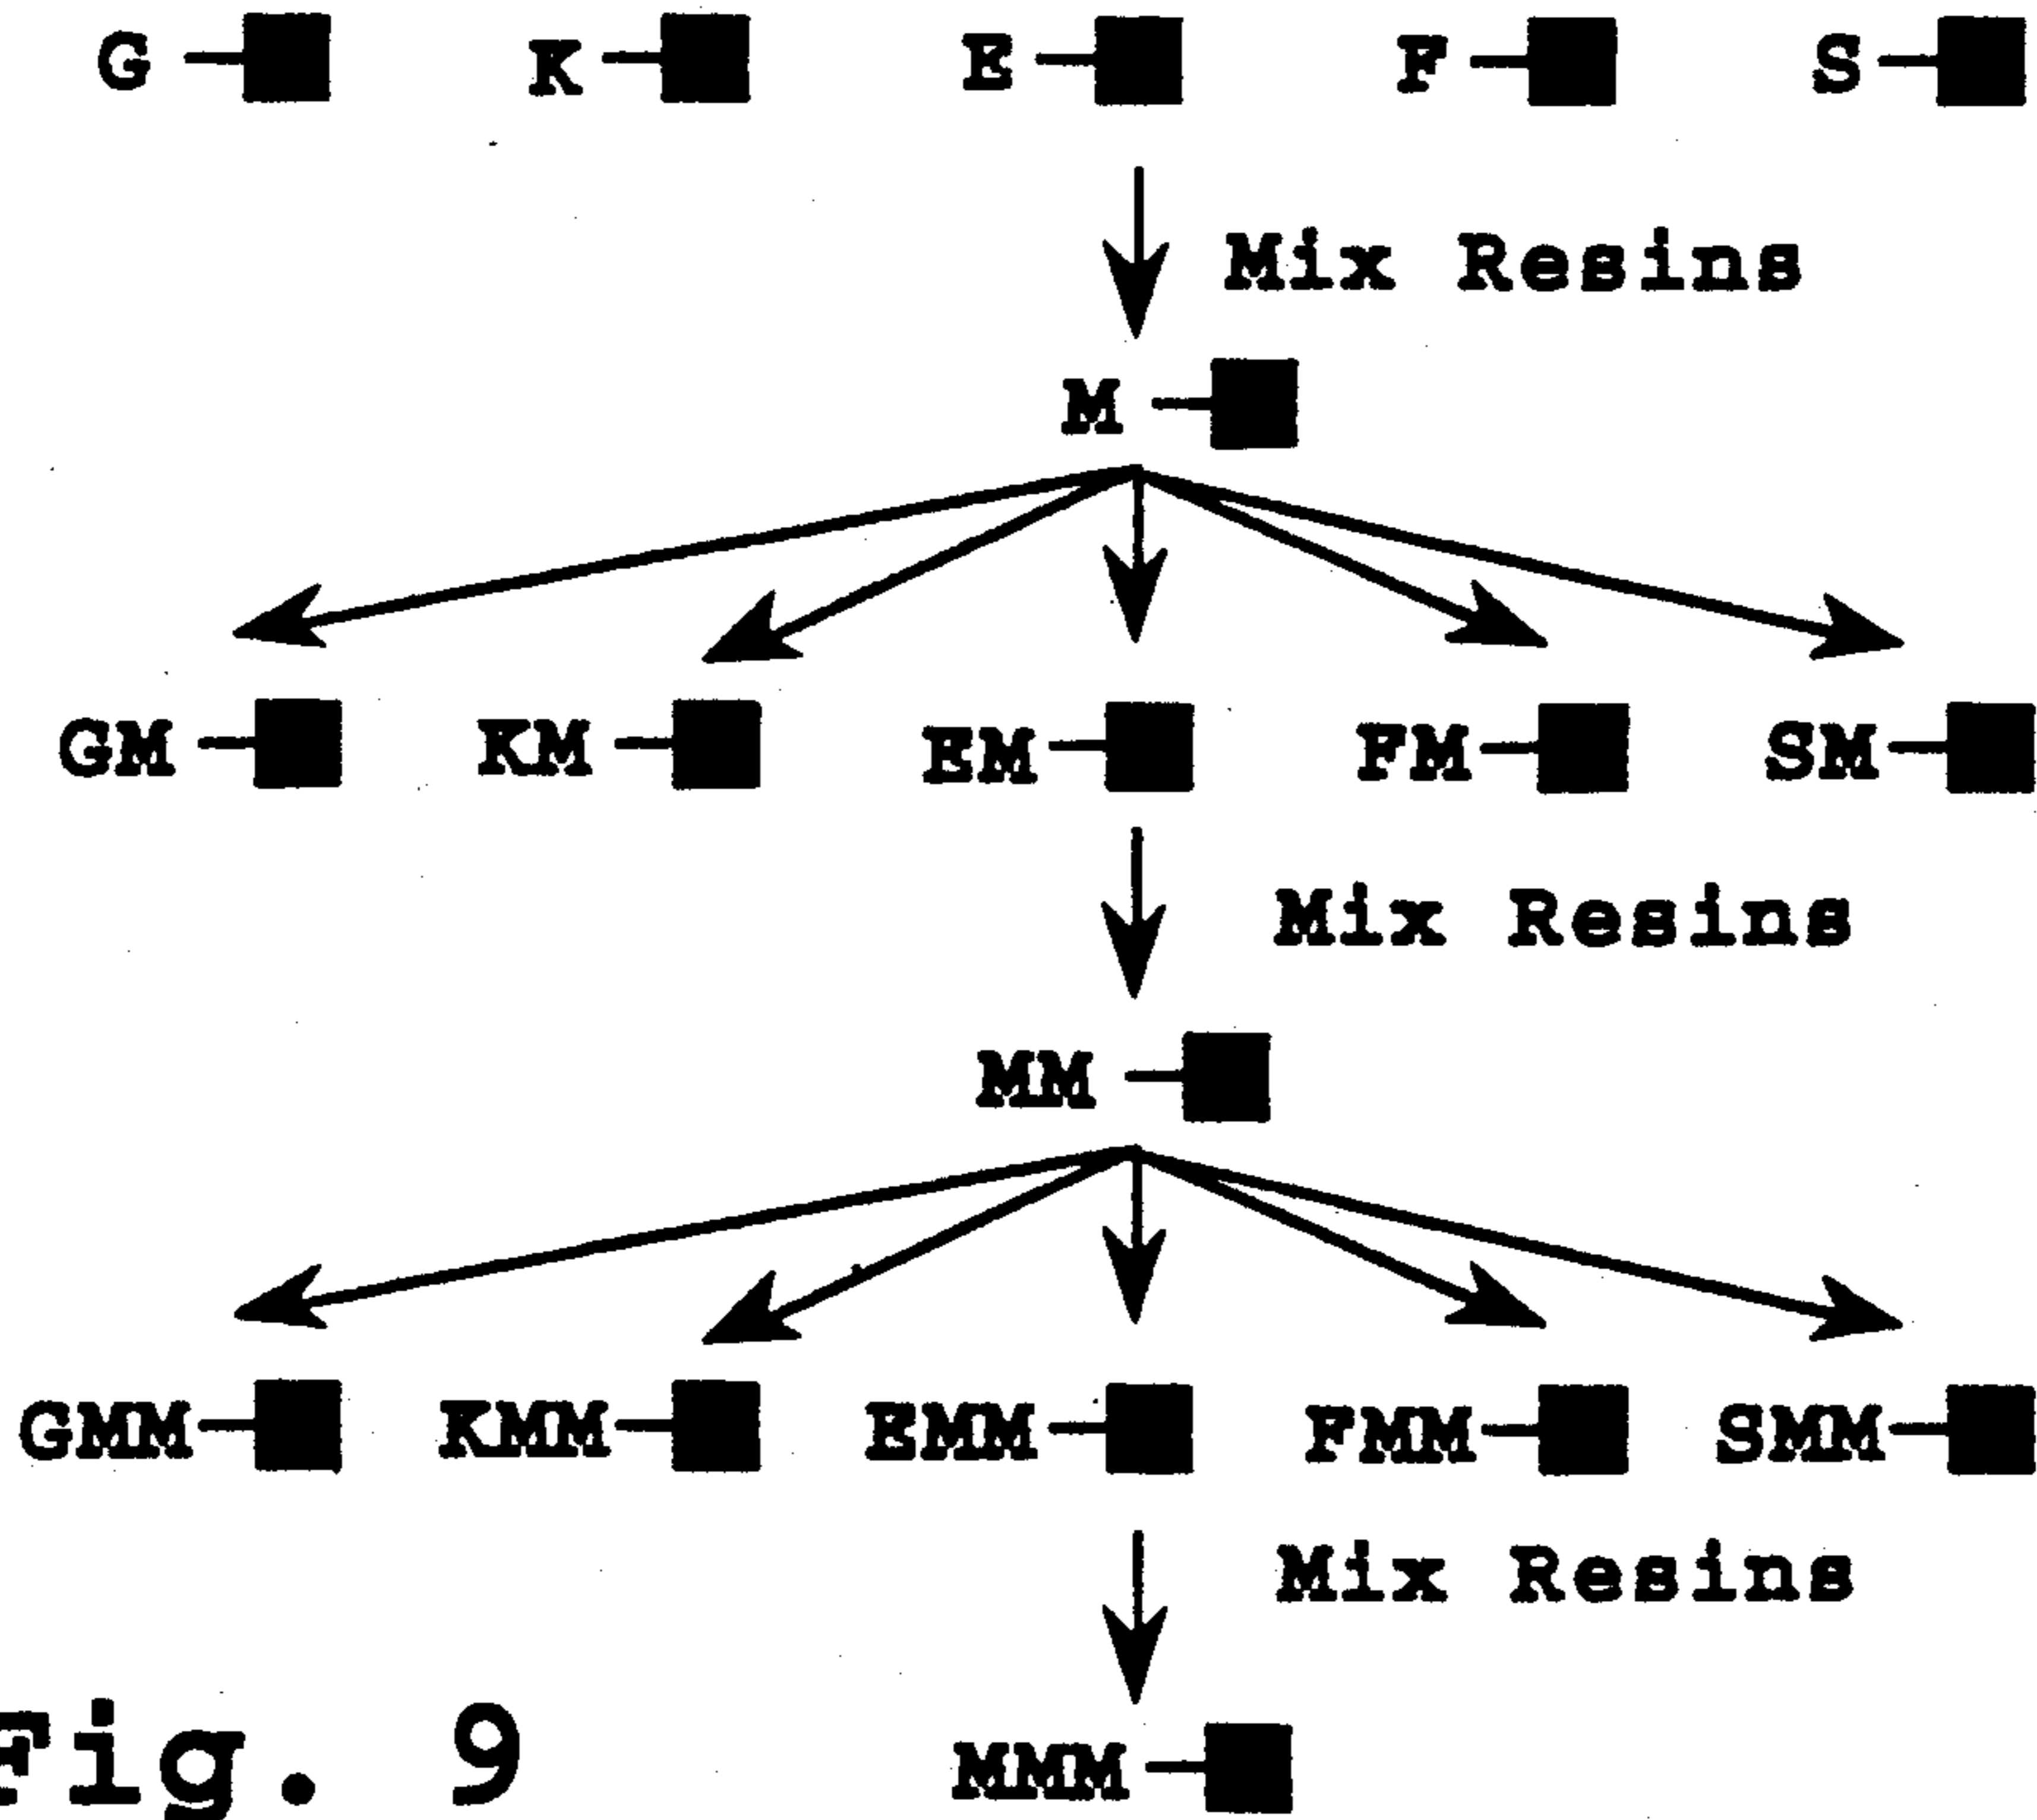 G K E F S
Mix Resins
M
GM KM EM FM SM
Mix Resins
MM
GMM KMM EMM FMM SMM
Mix Resins
Fig. 9
MMM